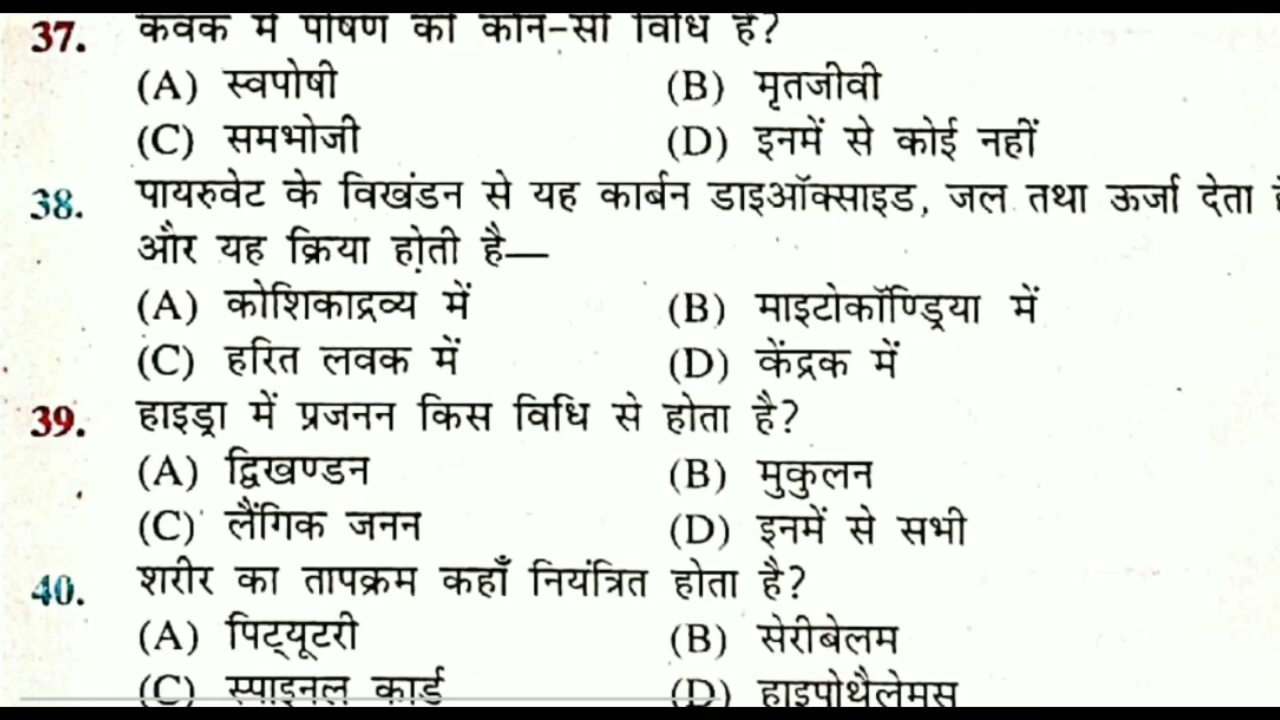 37. कवक में पोषण की कौन-सी विधि है?
(A) स्वपोषी (B) मृतजीवी
(C) समभोजी (D) इनमें से कोई नहीं
38. पायरुवेट के विखंडन से यह कार्बन डाइऑक्साइड, जल तथा ऊर्जा देता है
और यह क्रिया होती है—
(A) कोशिकाद्रव्य में (B) माइटोकॉण्ड्रिया में
(C) हरित लवक में (D) केंद्रक में
39. हाइड्रा में प्रजनन किस विधि से होता है?
(A) द्विखण्डन (B) मुकुलन
(C) लैंगिक जनन (D) इनमें से सभी
40. शरीर का तापक्रम कहाँ नियंत्रित होता है?
(A) पिट्यूटरी (B) सेरीबेलम
(C) स्पाइनल कार्ड (D) हाइपोथैलेमस